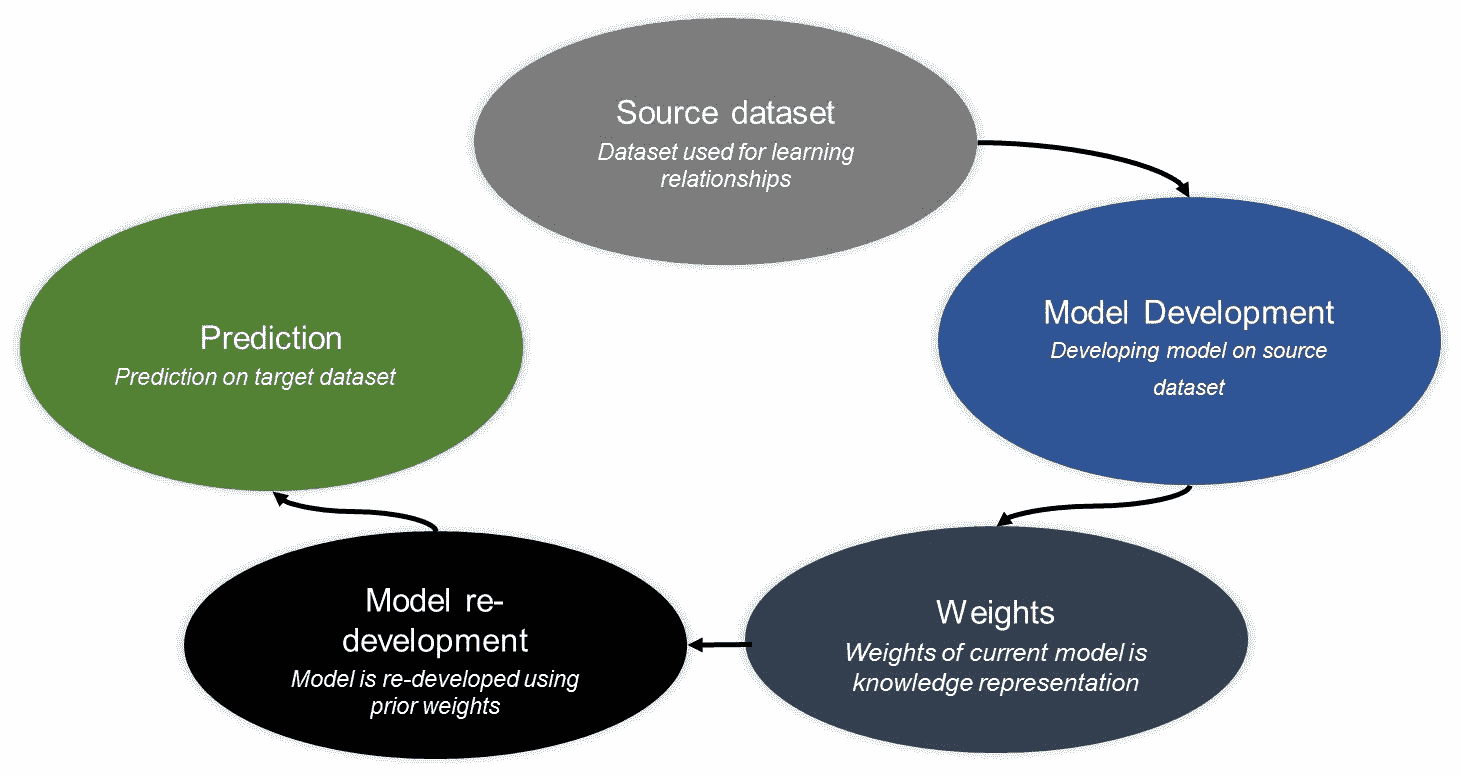 Source dataset
Dataset used for learning
relationships
Model Development
Developing model on source
dataset
Weights
Weights of current model is
knowledge representation
Model re-
development
Model is re-developed using
prior weights
Prediction
Prediction on target dataset